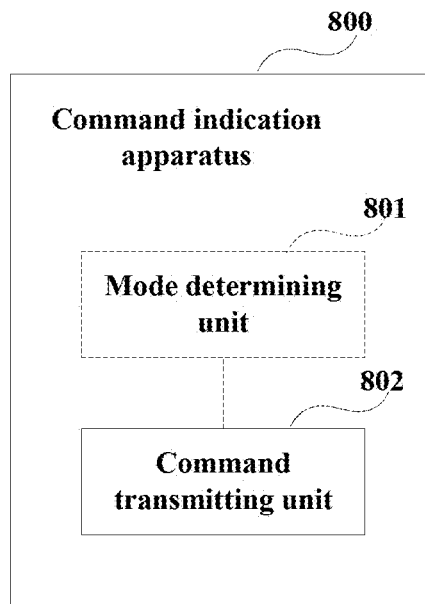 800
Command indication
apparatus
801
Mode determining
unit
802
Command
transmitting unit